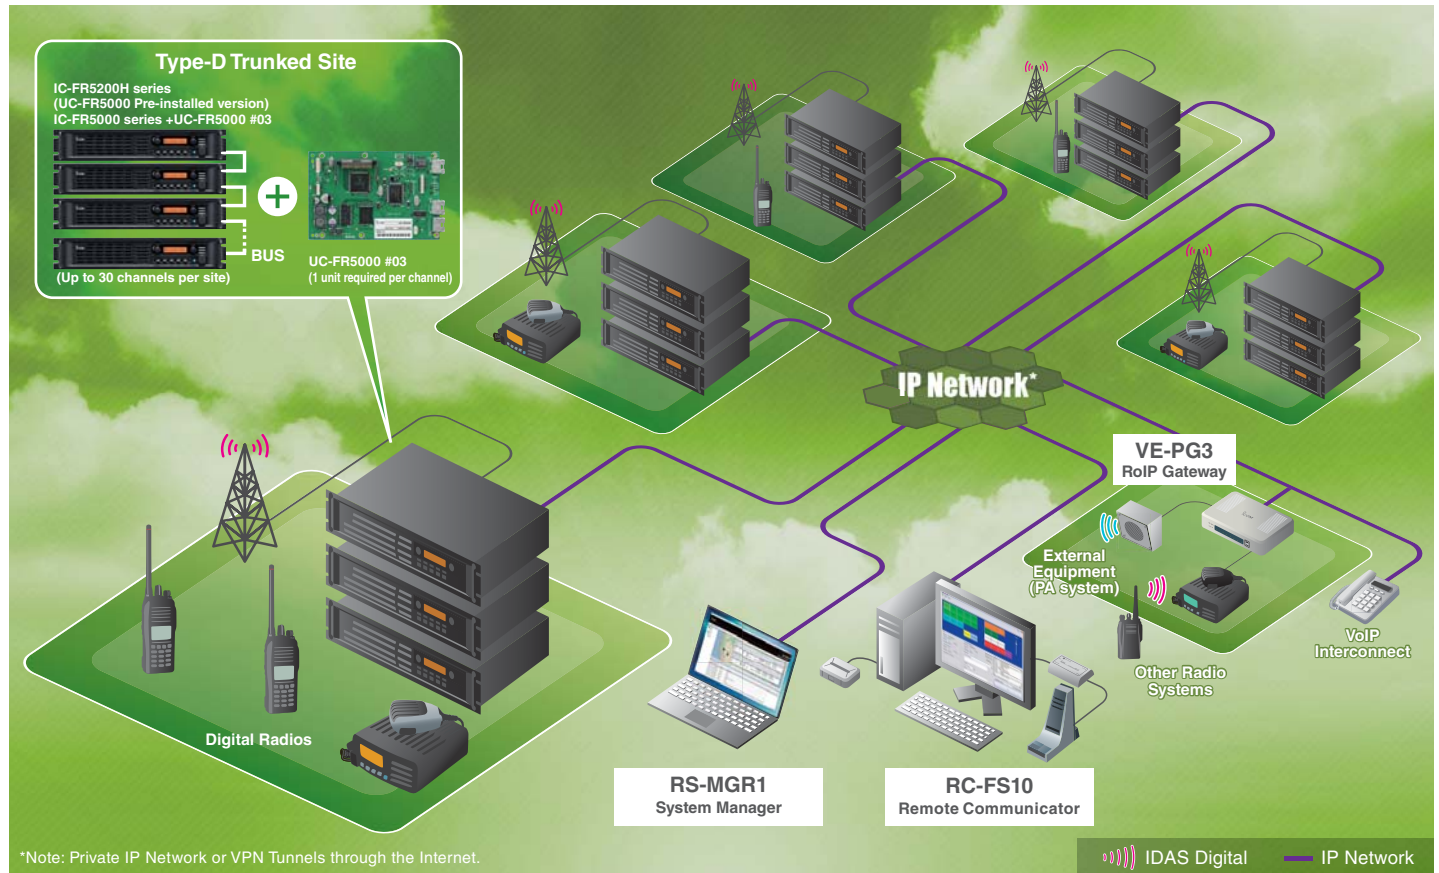 Type-D Trunked Site
IC-FR5200H series
(UC-FR5000 Pre-installed version)
IC-FR5000 series +UC-FR5000 #03
BUS
(Up to 30 channels per site)
UC-FR5000 #03
(1 unit required per channel)
IP Network*
VE-PG3
RoIP Gateway
External
Equipment
(PA system)
Other Radio
Systems
VoIP
Interconnect
Digital Radios
RS-MGR1
System Manager
RC-FS10
Remote Communicator
*Note: Private IP Network or VPN Tunnels through the Internet.
IDAS Digital
IP Network